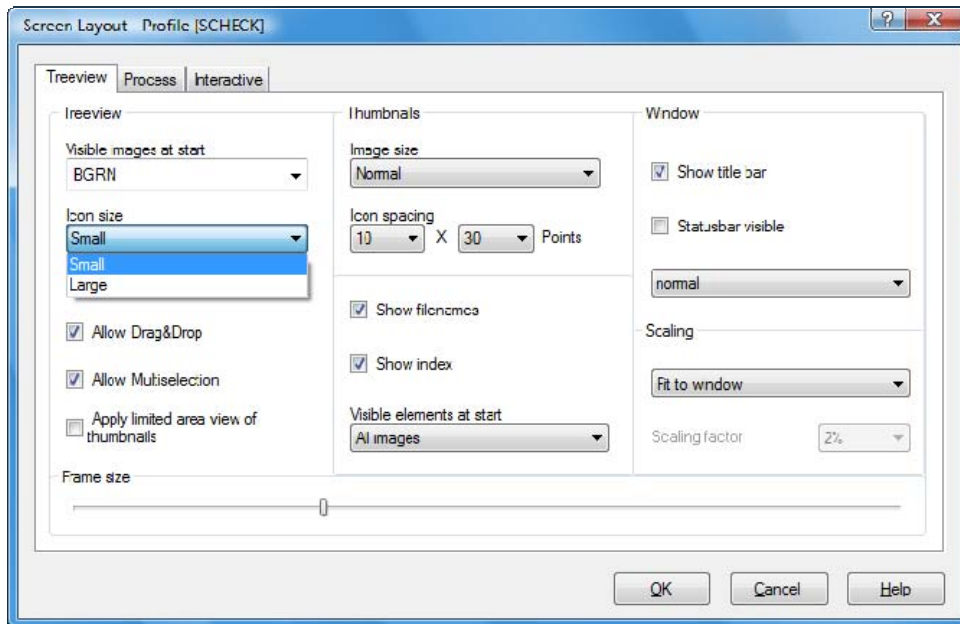 Screen Layout Profile [SCHECK]
Treeview Process Interactive
Treeview
Visible images at start
BGRN
Icon size
Small
Small
Large
Allow Drag&Drop
Allow Multiselection
Apply limited area view of
thumbnails
Thumbnails
Image size
Normal
Icon spacing
10 X 30 Points
Show filenames
Show index
Visible elements at start
All images
Window
Show title bar
Statusbar visible
normal
Scaling
Fit to window
Scaling factor 2%
Frame size
OK Cancel Help